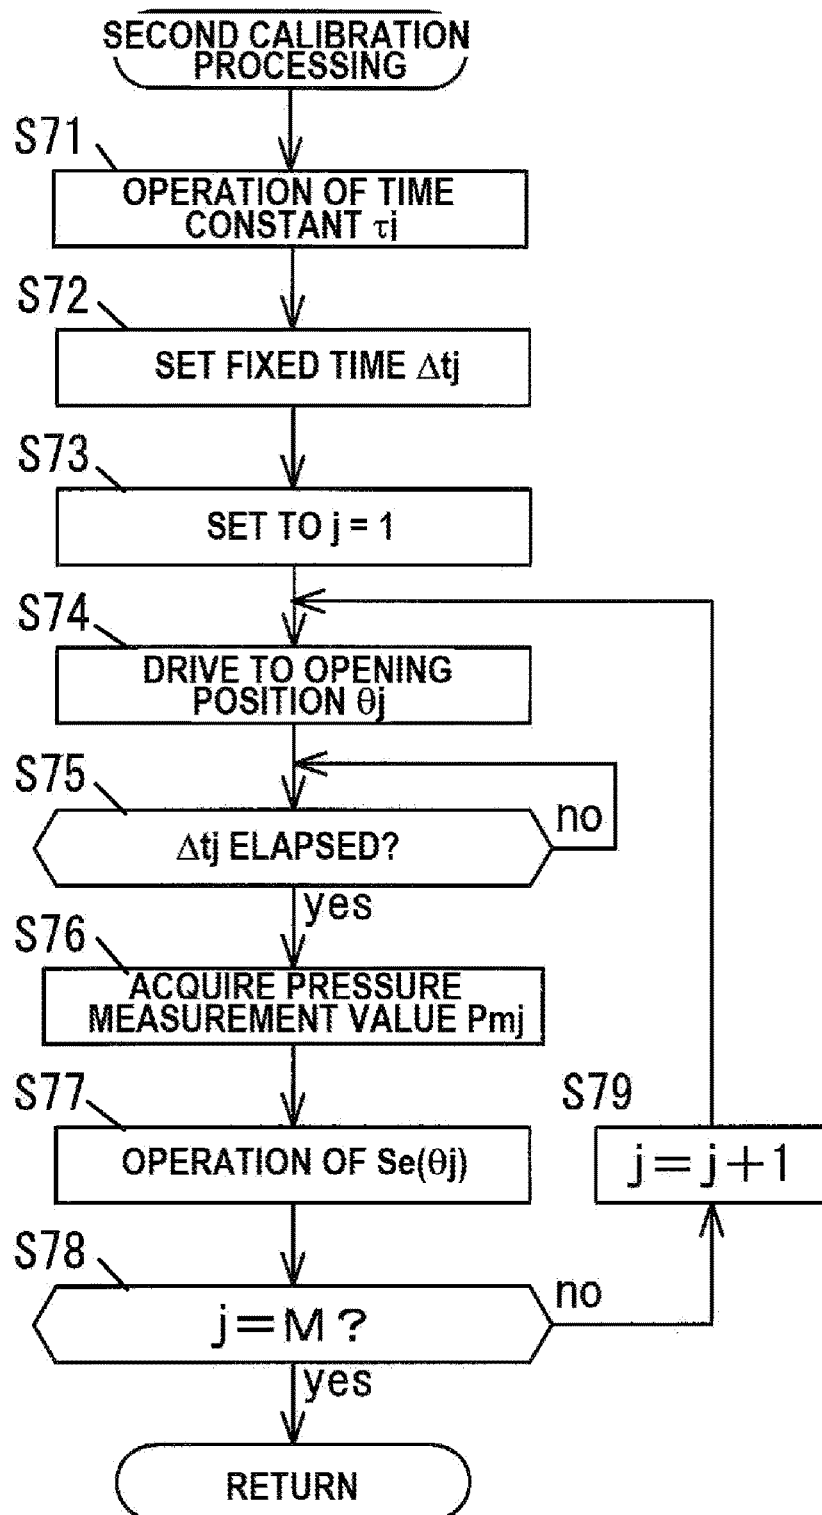 SECOND CALIBRATION
PROCESSING
S71
OPERATION OF TIME
CONSTANT τj
S72
SET FIXED TIME Δtj
S73
SET TO j = 1
S74
DRIVE TO OPENING
POSITION θj
S75
Δtj ELAPSED?
no
yes
S76
ACQUIRE PRESSURE
MEASUREMENT VALUE Pmj
S77
OPERATION OF Se(θj)
S79
j=j+1
S78
j=M?
no
yes
RETURN